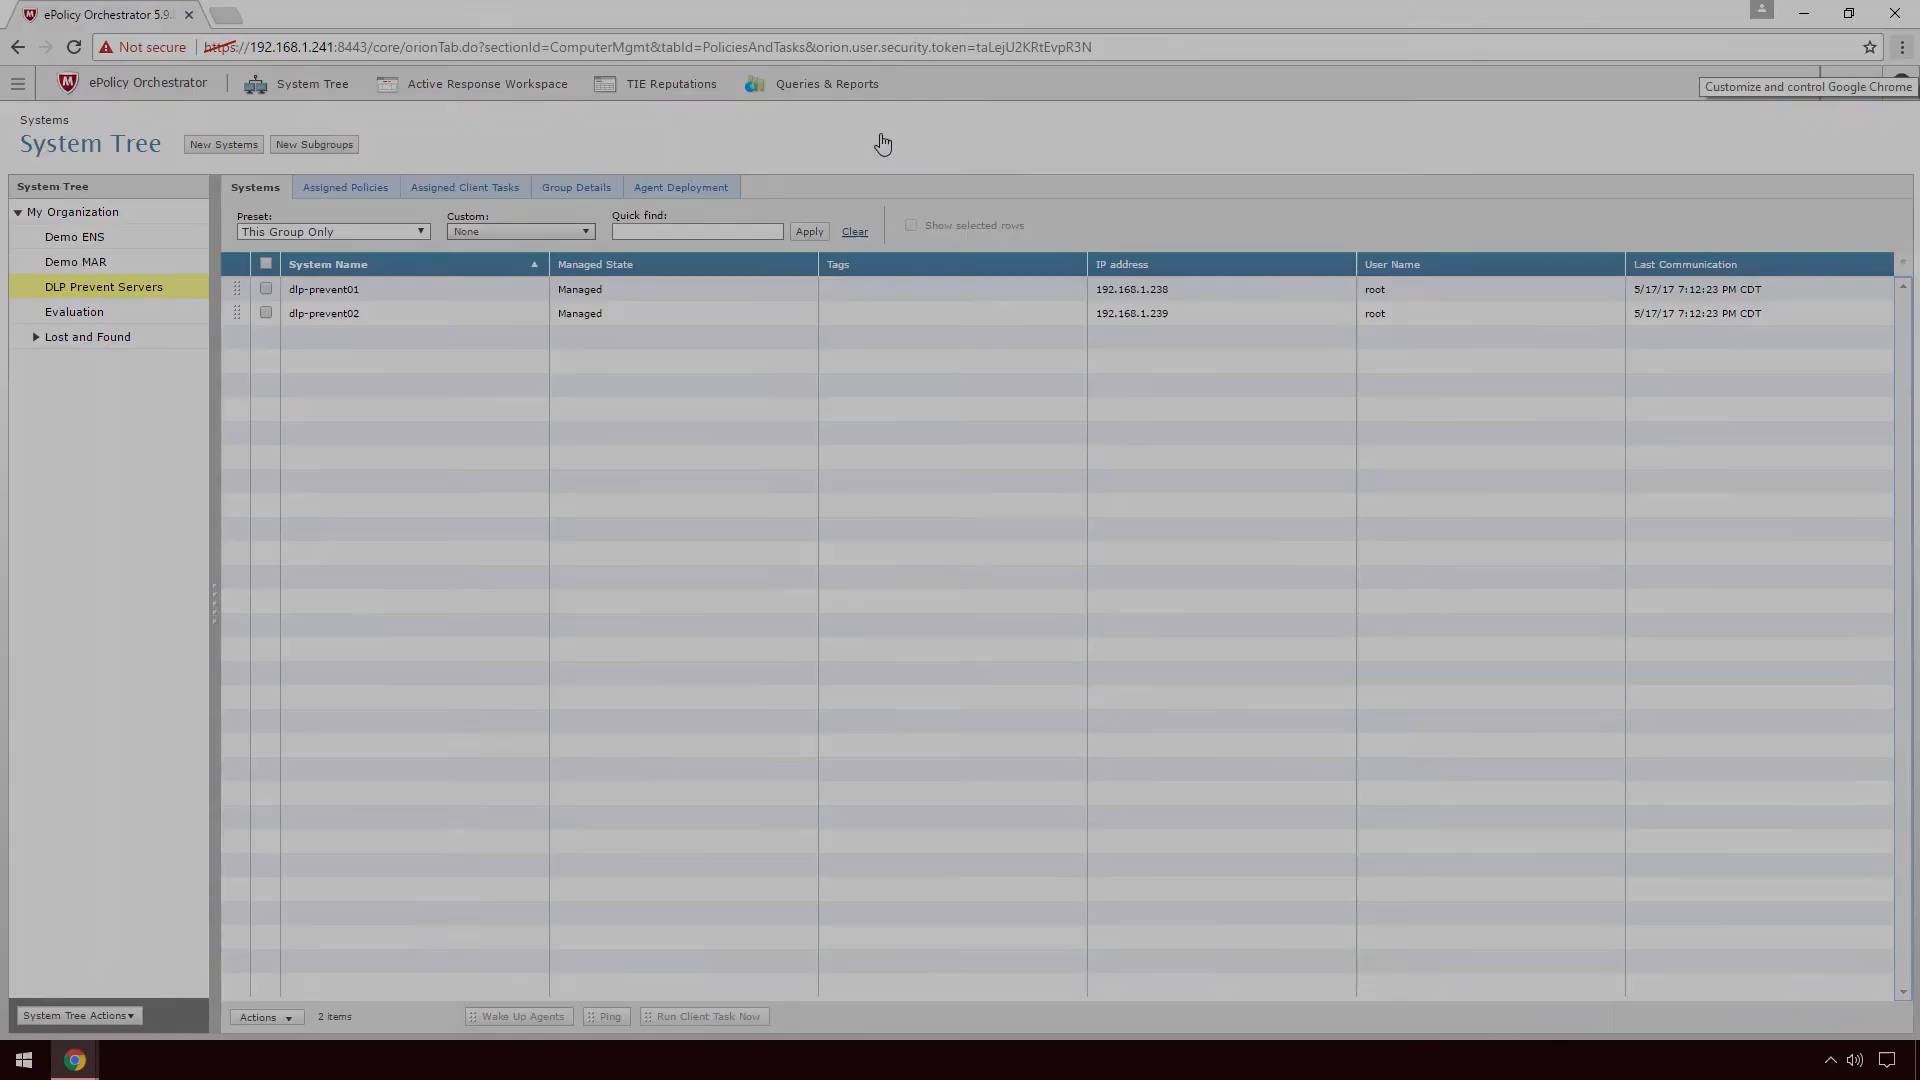 ePolicy Orchestrator 5.9.
Not secure https://192.168.1.241:8443/core/orionTab.do?sectionId=ComputerMgmt&tabId=PoliciesAndTasks&orion.user.security.token=taLejU2KRtEvpR3N
ePolicy Orchestrator System Tree Active Response Workspace TIE Reputations Queries & Reports
Customize and control Google Chrome
Systems
System Tree New Systems New Subgroups
System Tree Systems Assigned Policies Assigned Client Tasks Group Details Agent Deployment
My Organization
Demo ENS
Demo MAR
DLP Prevent Servers
Evaluation
Lost and Found
Preset: Custom: Quick find:
This Group Only None Apply Clear Show selected rows
System Name Managed State Tags IP address User Name Last Communication
dlp-prevent01 Managed 192.168.1.238 root 5/17/17 7:12:23 PM CDT
dlp-prevent02 Managed 192.168.1.239 root 5/17/17 7:12:23 PM CDT
System Tree Actions Actions 2 items Wake Up Agents Ping Run Client Task Now